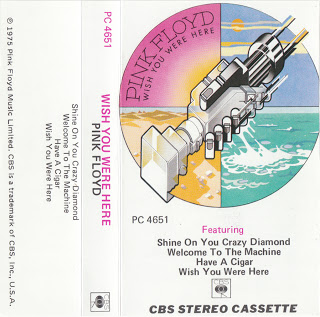 © 1975 Pink Floyd Music Limited. CBS is a trademark of CBS, Inc., U.S.A.
Shine On You Crazy Diamond
Welcome To The Machine
Have A Cigar
Wish You Were Here
PC 4651
WISH YOU WERE HERE
PINK FLOYD
CBS
PINK FLOYD
WISH YOU WERE HERE
PC 4651
Featuring
Shine On You Crazy Diamond
Welcome To The Machine
Have A Cigar
Wish You Were Here
CBS
CBS STEREO CASSETTE